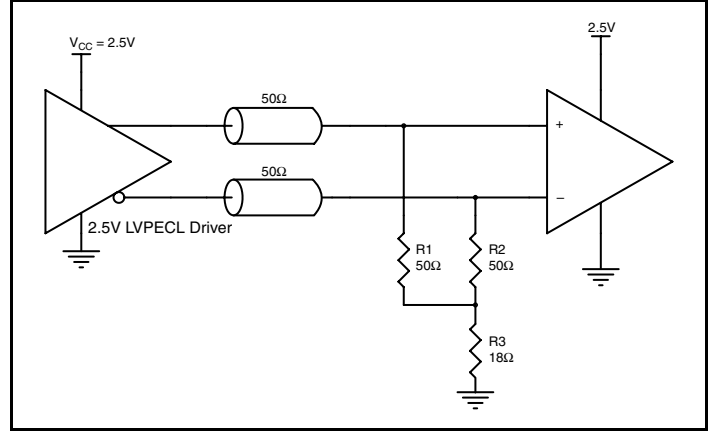 V_CC = 2.5V
2.5V
50Ω
+
50Ω
−
2.5V LVPECL Driver
R1
50Ω
R2
50Ω
R3
18Ω